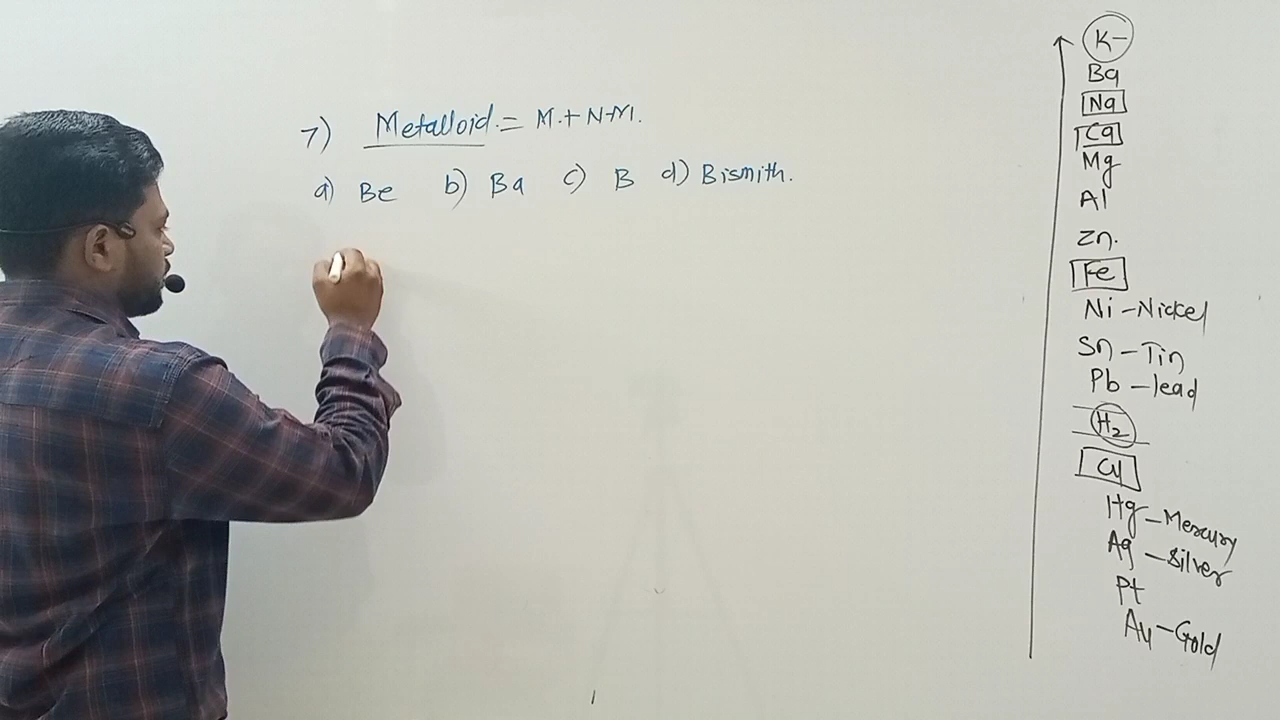 7) Metalloid. = M.+N-M.
a) Be b) Ba c) B d) Bismith.
K-
Ba
Na
Ca
Mg
Al
Zn.
Fe
Ni - Nickel
Sn - Tin
Pb - lead
H2
Cu
Hg - Mercury
Ag - Silver
Pt
Au - Gold